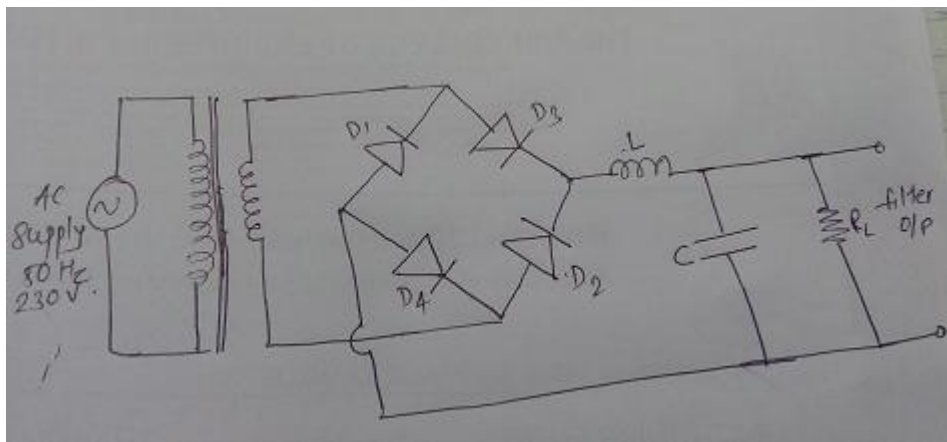 D1
D3
L
AC
Supply
50 Hz
230 V.
C
RL
filter
O/P
D4
D2